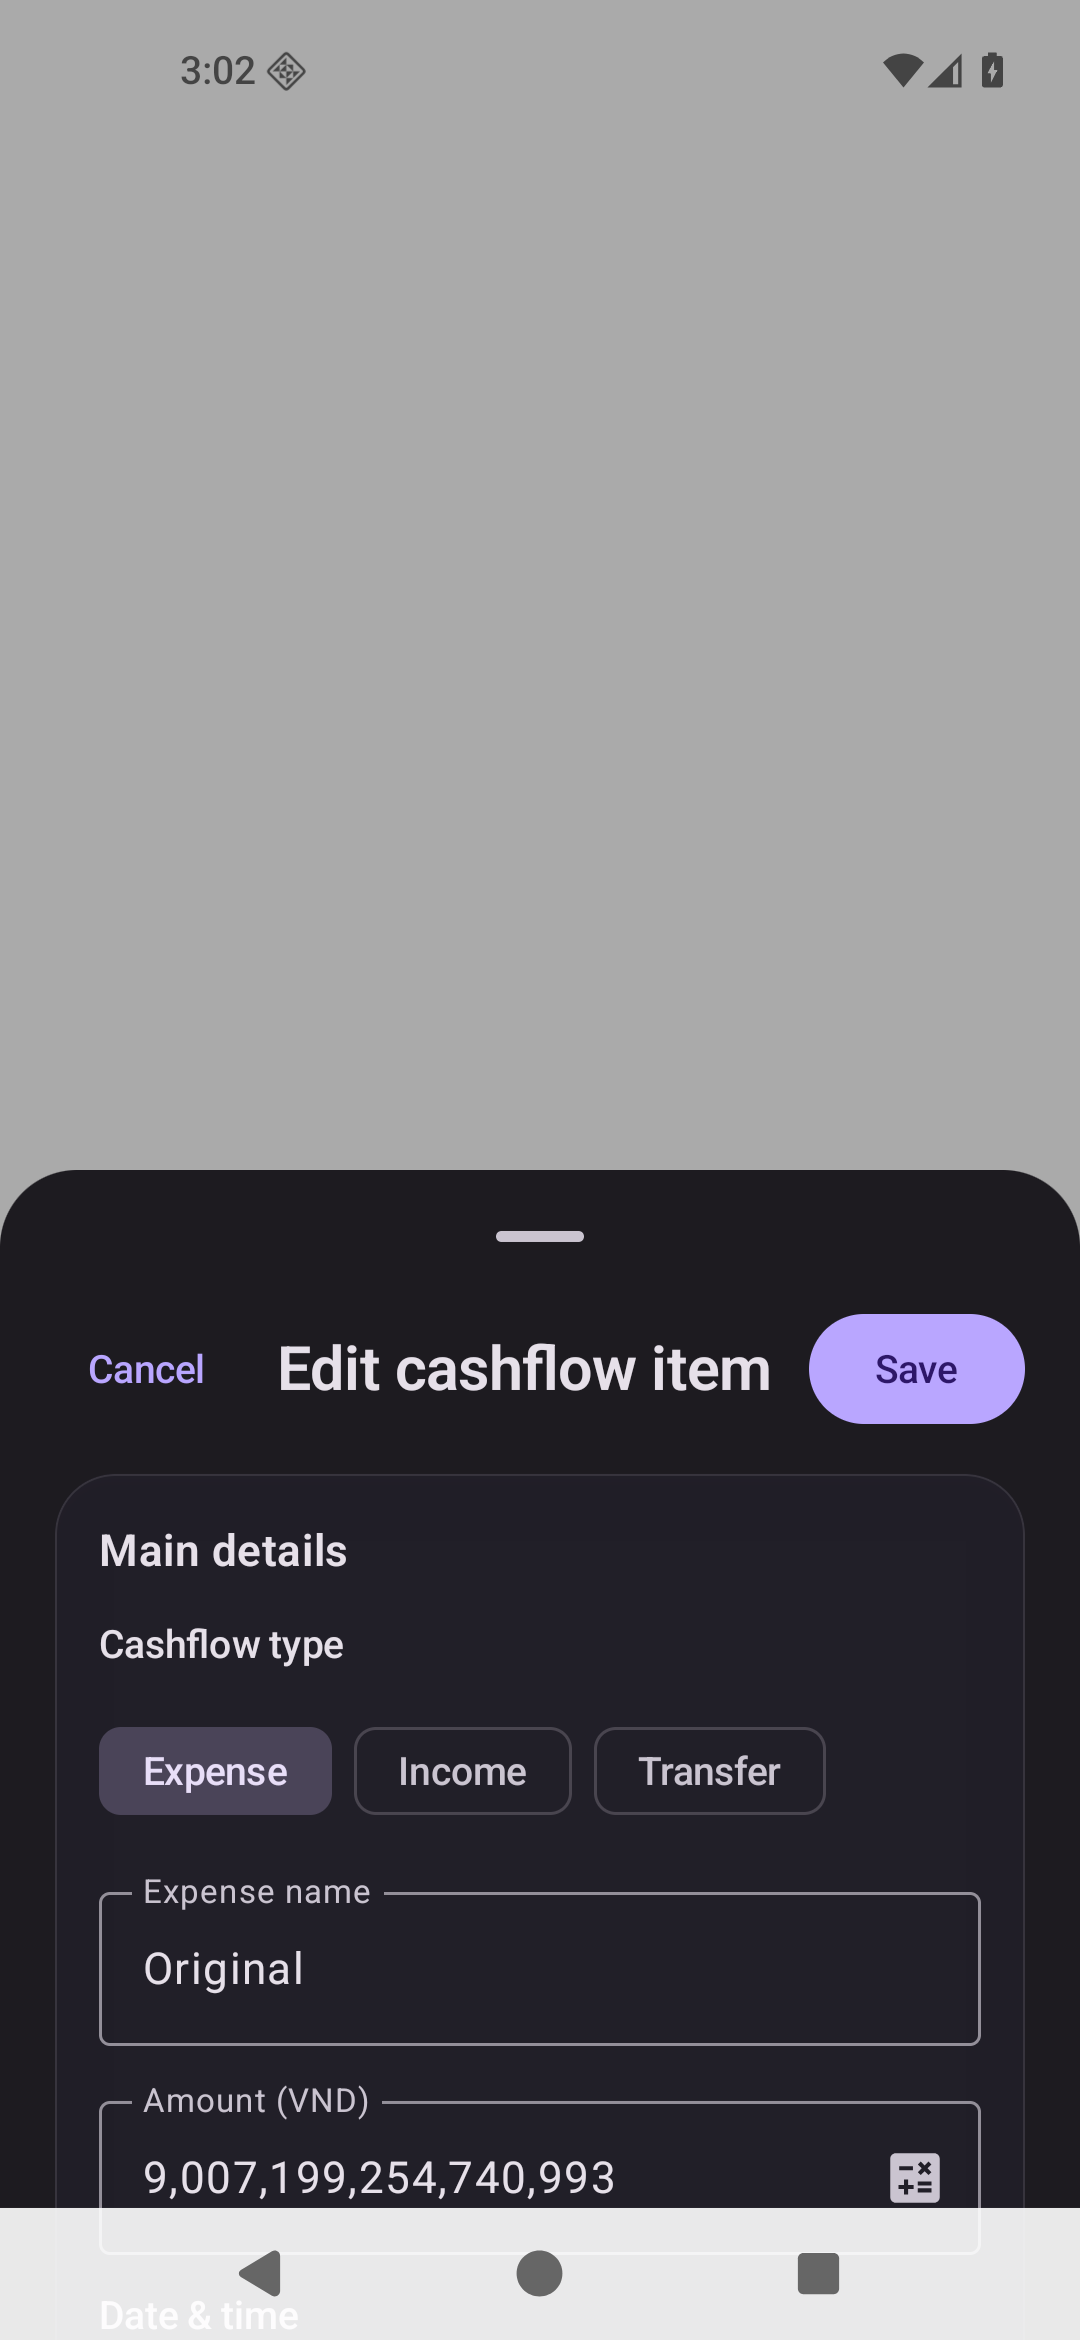 3:02
Cancel
Edit cashflow item
Save
Main details
Cashflow type
Expense
Income
Transfer
Expense name
Original
Amount (VND)
9,007,199,254,740,993
Date & time